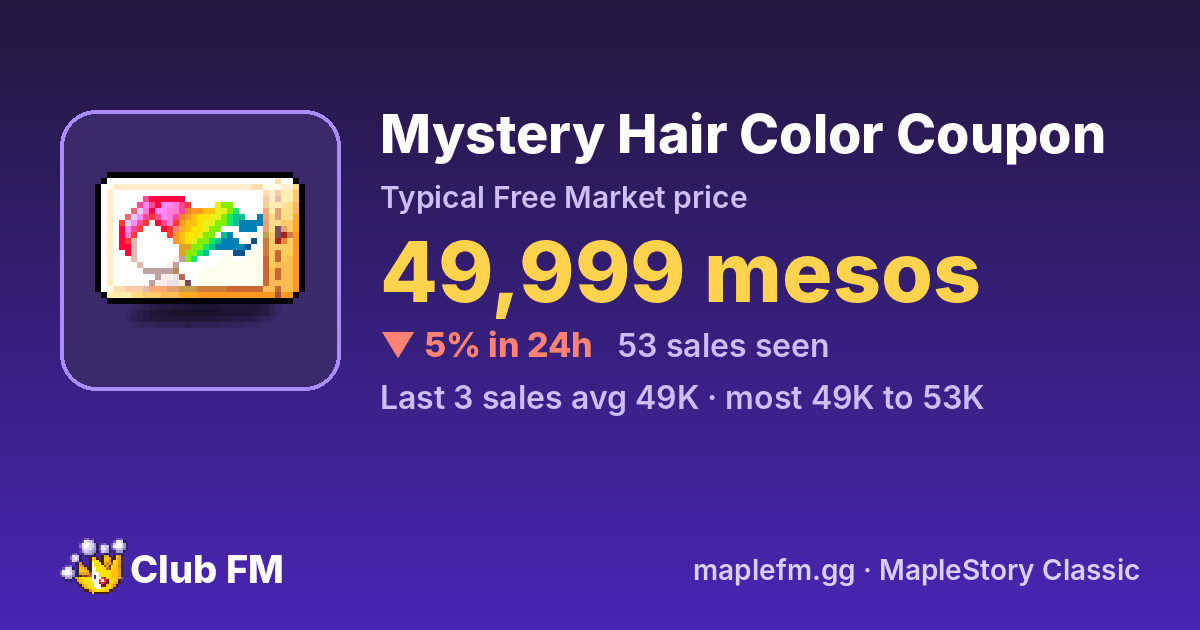 Mystery Hair Color Coupon
Typical Free Market price
49,999 mesos
▼ 5% in 24h 53 sales seen
Last 3 sales avg 49K · most 49K to 53K
Club FM
maplefm.gg · MapleStory Classic